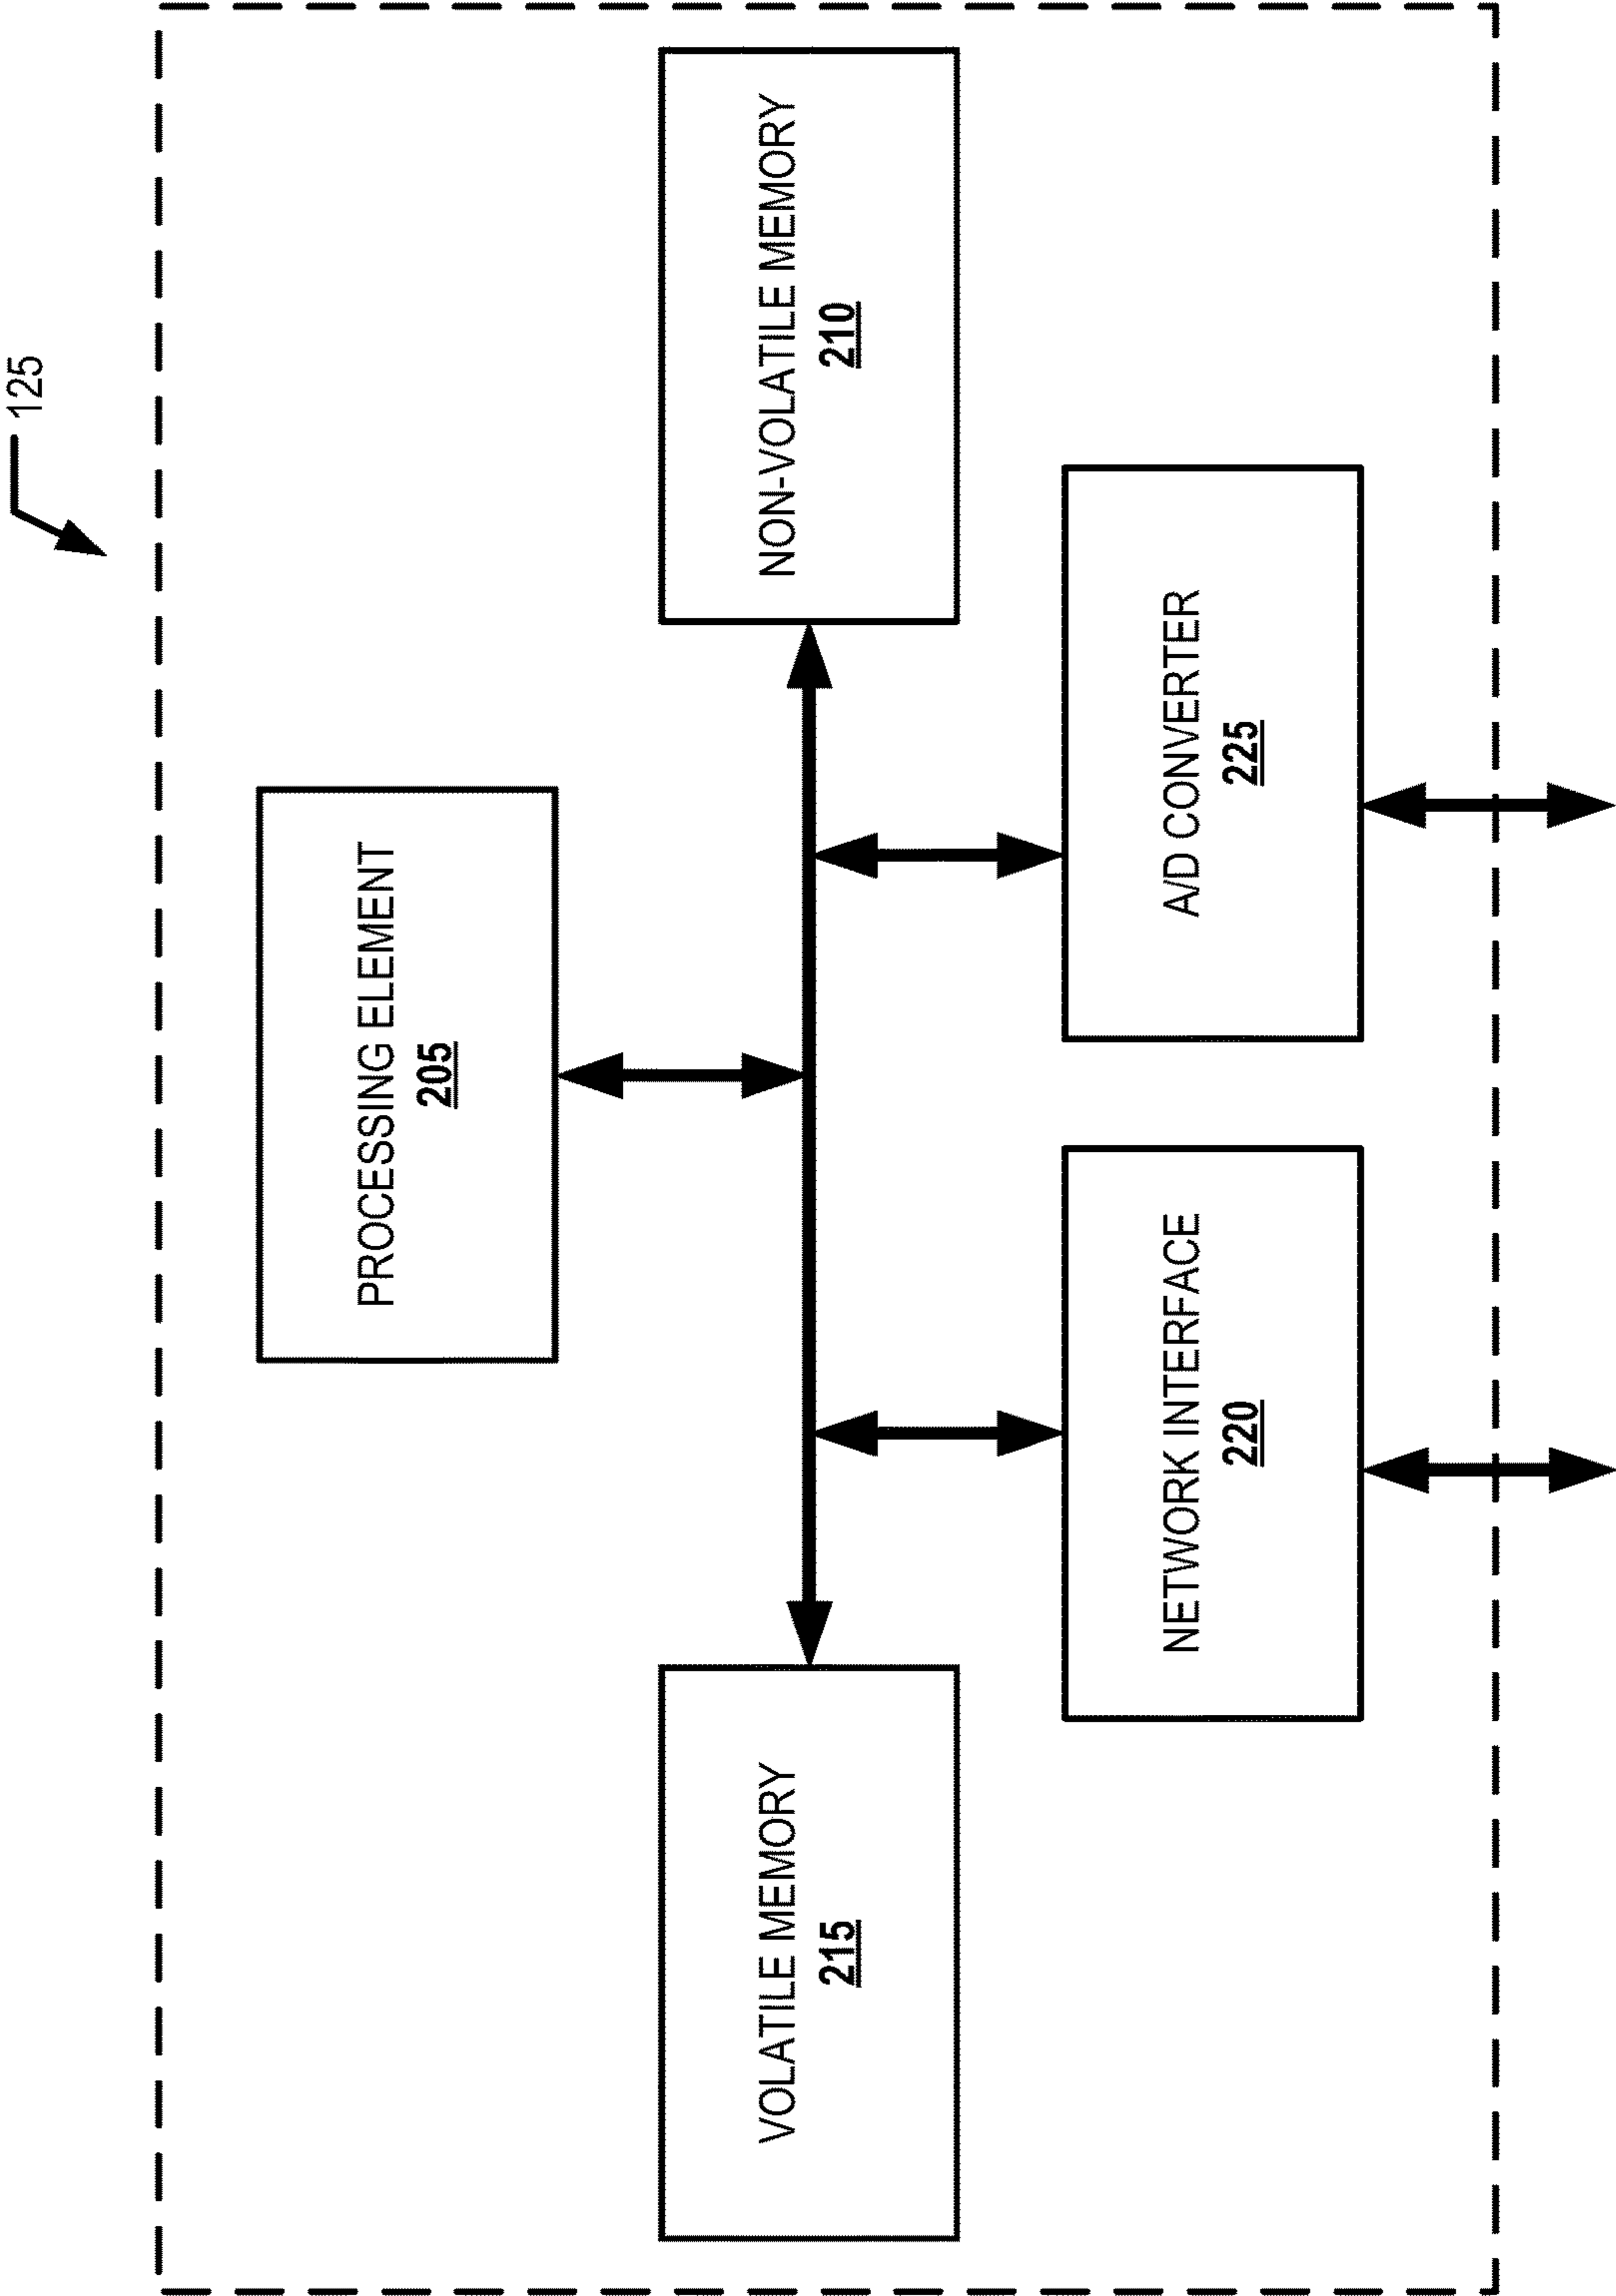 125
PROCESSING ELEMENT
205
VOLATILE MEMORY
215
NON-VOLATILE MEMORY
210
NETWORK INTERFACE
220
A/D CONVERTER
225